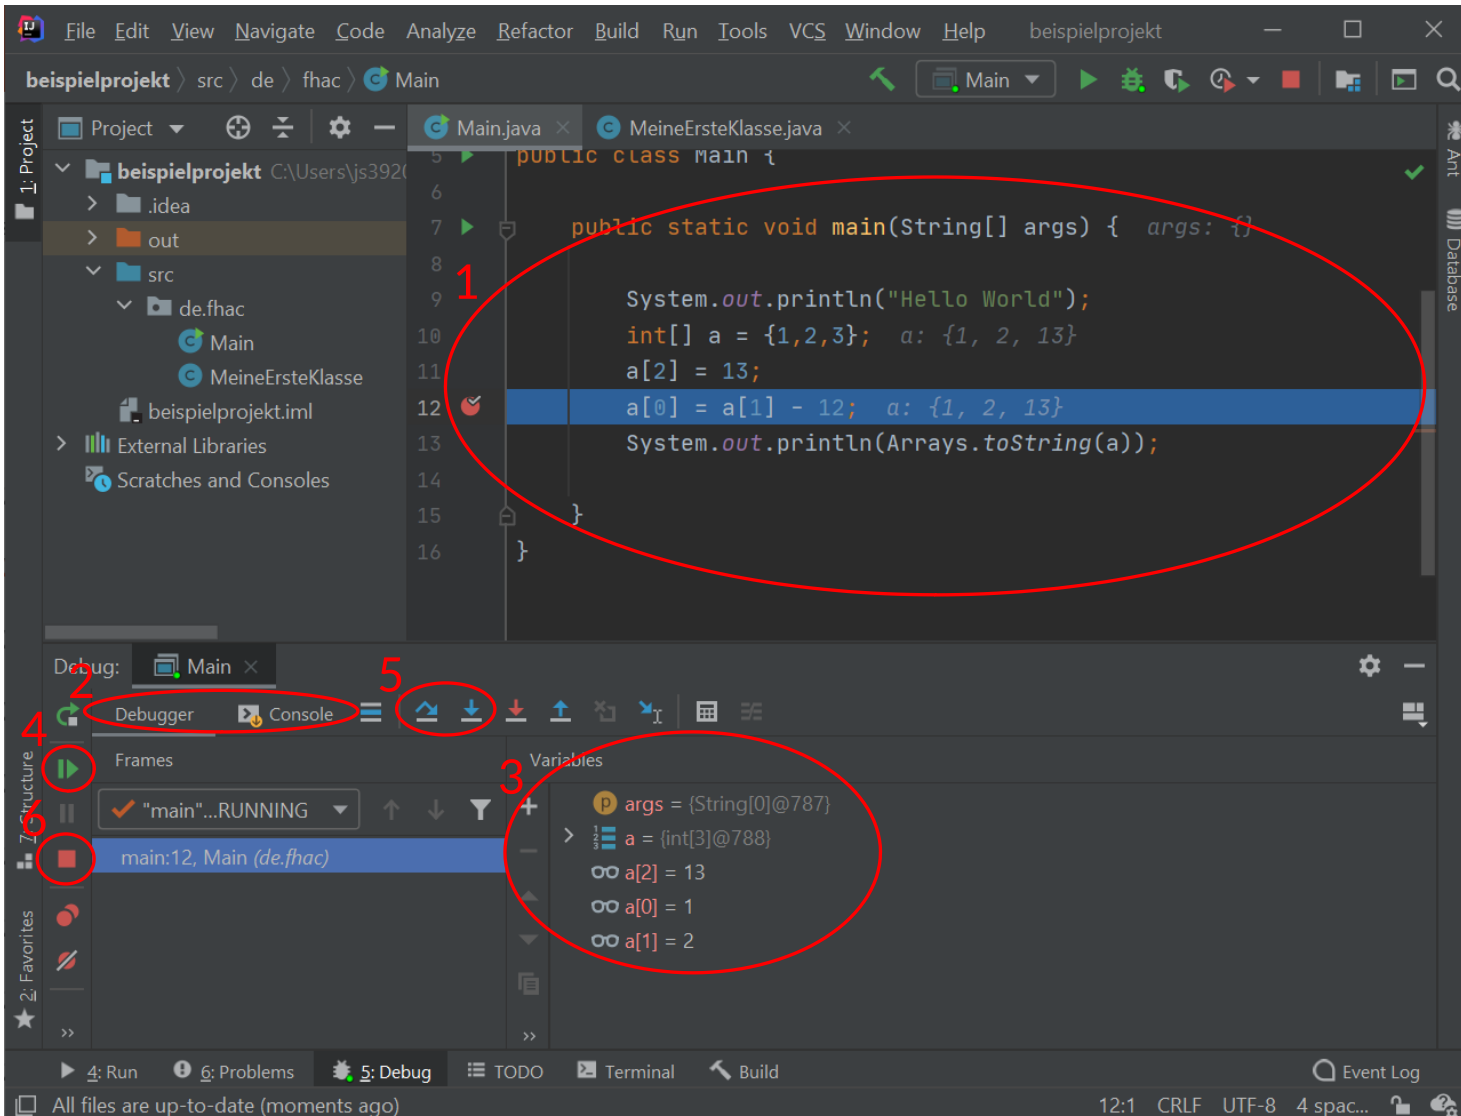 File Edit View Navigate Code Analyze Refactor Build Run Tools VCS Window Help beispielprojekt
beispielprojekt src de fhac Main
Main
1: Project
Project
Main.java
MeineErsteKlasse.java
beispielprojekt C:\Users\js392
.idea
out
src
de.fhac
Main
MeineErsteKlasse
beispielprojekt.iml
External Libraries
Scratches and Consoles
5 public class Main {
6
7 public static void main(String[] args) { args: {}
8
1
9 System.out.println("Hello World");
10 int[] a = {1,2,3}; a: {1, 2, 13}
11 a[2] = 13;
12 a[0] = a[1] - 12; a: {1, 2, 13}
13 System.out.println(Arrays.toString(a));
14
15 }
16 }
Ant
Database
Debug: Main
2
5
Debugger Console
4
3
Frames
Variables
"main"...RUNNING
6
main:12, Main (de.fhac)
args = {String[0]@787}
a = {int[3]@788}
a[2] = 13
a[0] = 1
a[1] = 2
7: Structure
2: Favorites
4: Run 6: Problems 5: Debug TODO Terminal Build Event Log
All files are up-to-date (moments ago) 12:1 CRLF UTF-8 4 spac...